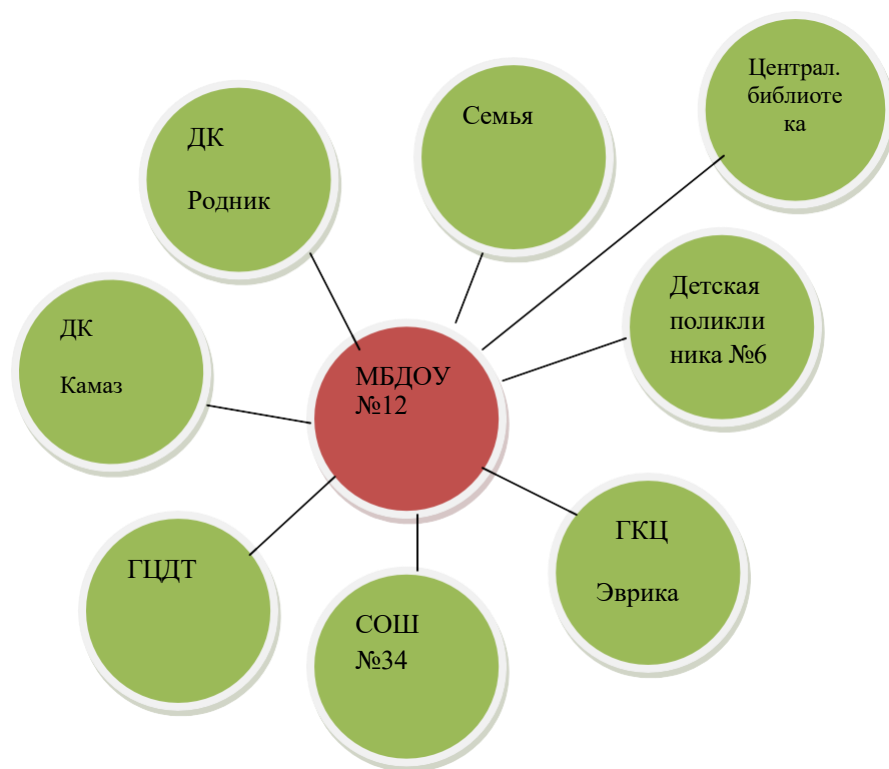 Централ.
библиоте
ка
Семья
ДК
Родник
Детская
поликли
ника №6
ДК
Камаз
МБДОУ
№12
ГКЦ
Эврика
ГЦДТ
СОШ
№34